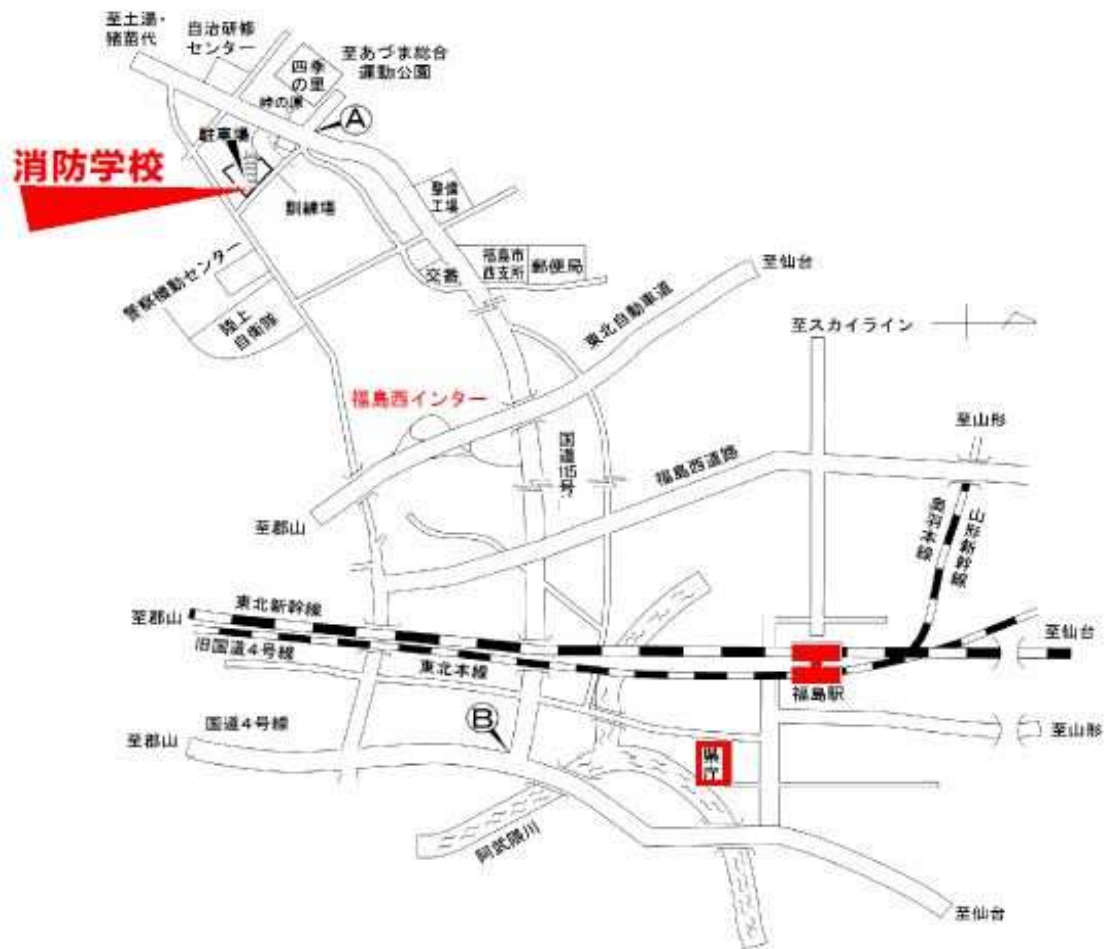 至土湯・
猪苗代
自治研修
センター
四季
の里
至あづま総合
運動公園
峠の原
A
駐車場
消防学校
訓練場
整備
工場
交番
福島市
西支所
郵便局
警察機動センター
陸上
自衛隊
東北自動車道
至仙台
至スカイライン
福島西インター
国道115号
至山形
福島西道路
至郡山
奥羽本線
山形新幹線
至郡山
東北新幹線
旧国道4号線
東北本線
至仙台
福島駅
国道4号線
至郡山
B
県庁
至山形
阿武隈川
至仙台